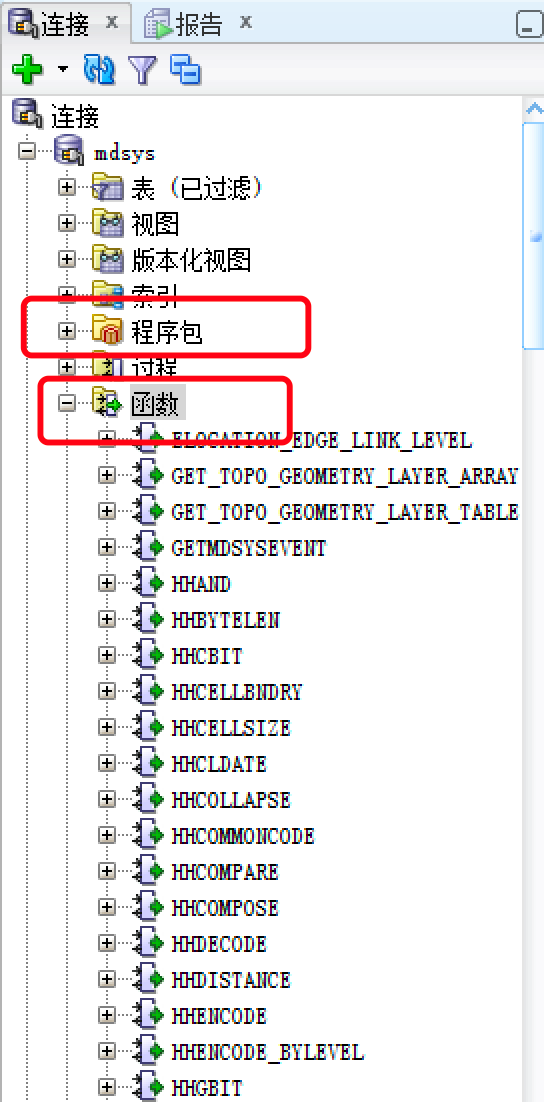 连接 x 报告 x
连接
mdsys
表 (已过滤)
视图
版本化视图
索引
程序包
过程
函数
ELOCATION_EDGE_LINK_LEVEL
GET_TOPO_GEOMETRY_LAYER_ARRAY
GET_TOPO_GEOMETRY_LAYER_TABLE
GETMDSYSEVENT
HHAND
HHBYTELEN
HHCBIT
HHCELLBNDRY
HHCELLSIZE
HHCLDATE
HHCOLLAPSE
HHCOMMONCODE
HHCOMPARE
HHCOMPOSE
HHDECODE
HHDISTANCE
HHENCODE
HHENCODE_BYLEVEL
HHGBIT